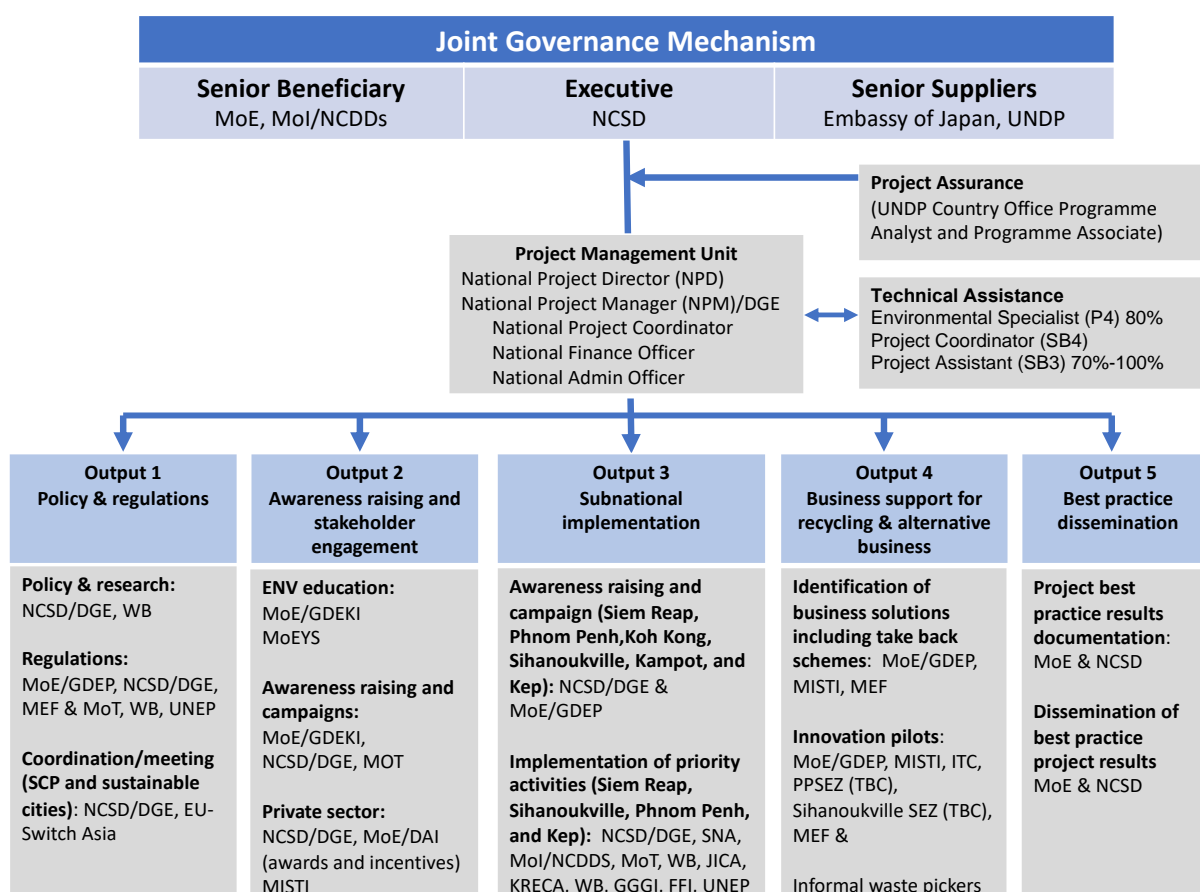 Joint Governance Mechanism
Senior Beneficiary
MoE, MoI/NCDDs
Executive
NCSD
Senior Suppliers
Embassy of Japan, UNDP
Project Assurance
(UNDP Country Office Programme
Analyst and Programme Associate)
Project Management Unit
National Project Director (NPD)
National Project Manager (NPM)/DGE
National Project Coordinator
National Finance Officer
National Admin Officer
Technical Assistance
Environmental Specialist (P4) 80%
Project Coordinator (SB4)
Project Assistant (SB3) 70%-100%
Output 1
Policy & regulations
Policy & research:
NCSD/DGE, WB
Regulations:
MoE/GDEP, NCSD/DGE,
MEF & MoT, WB, UNEP
Coordination/meeting
(SCP and sustainable
cities): NCSD/DGE, EU-
Switch Asia
Output 2
Awareness raising and
stakeholder
engagement
ENV education:
MoE/GDEKI
MoEYS
Awareness raising and
campaigns:
MoE/GDEKI,
NCSD/DGE, MOT
Private sector:
NCSD/DGE, MoE/DAI
(awards and incentives)
MISTI
Output 3
Subnational
implementation
Awareness raising and
campaign (Siem Reap,
Phnom Penh,Koh Kong,
Sihanoukville, Kampot, and
Kep): NCSD/DGE &
MoE/GDEP
Implementation of priority
activities (Siem Reap,
Sihanoukville, Phnom Penh,
and Kep): NCSD/DGE, SNA,
MoI/NCDDS, MoT, WB, JICA,
KRECA, WB, GGGI, FFI, UNEP
Output 4
Business support for
recycling & alternative
business
Identification of
business solutions
including take back
schemes: MoE/GDEP,
MISTI, MEF
Innovation pilots:
MoE/GDEP, MISTI, ITC,
PPSEZ (TBC),
Sihanoukville SEZ (TBC),
MEF &
Informal waste pickers
Output 5
Best practice
dissemination
Project best
practice results
documentation:
MoE & NCSD
Dissemination of
best practice
project results
MoE & NCSD